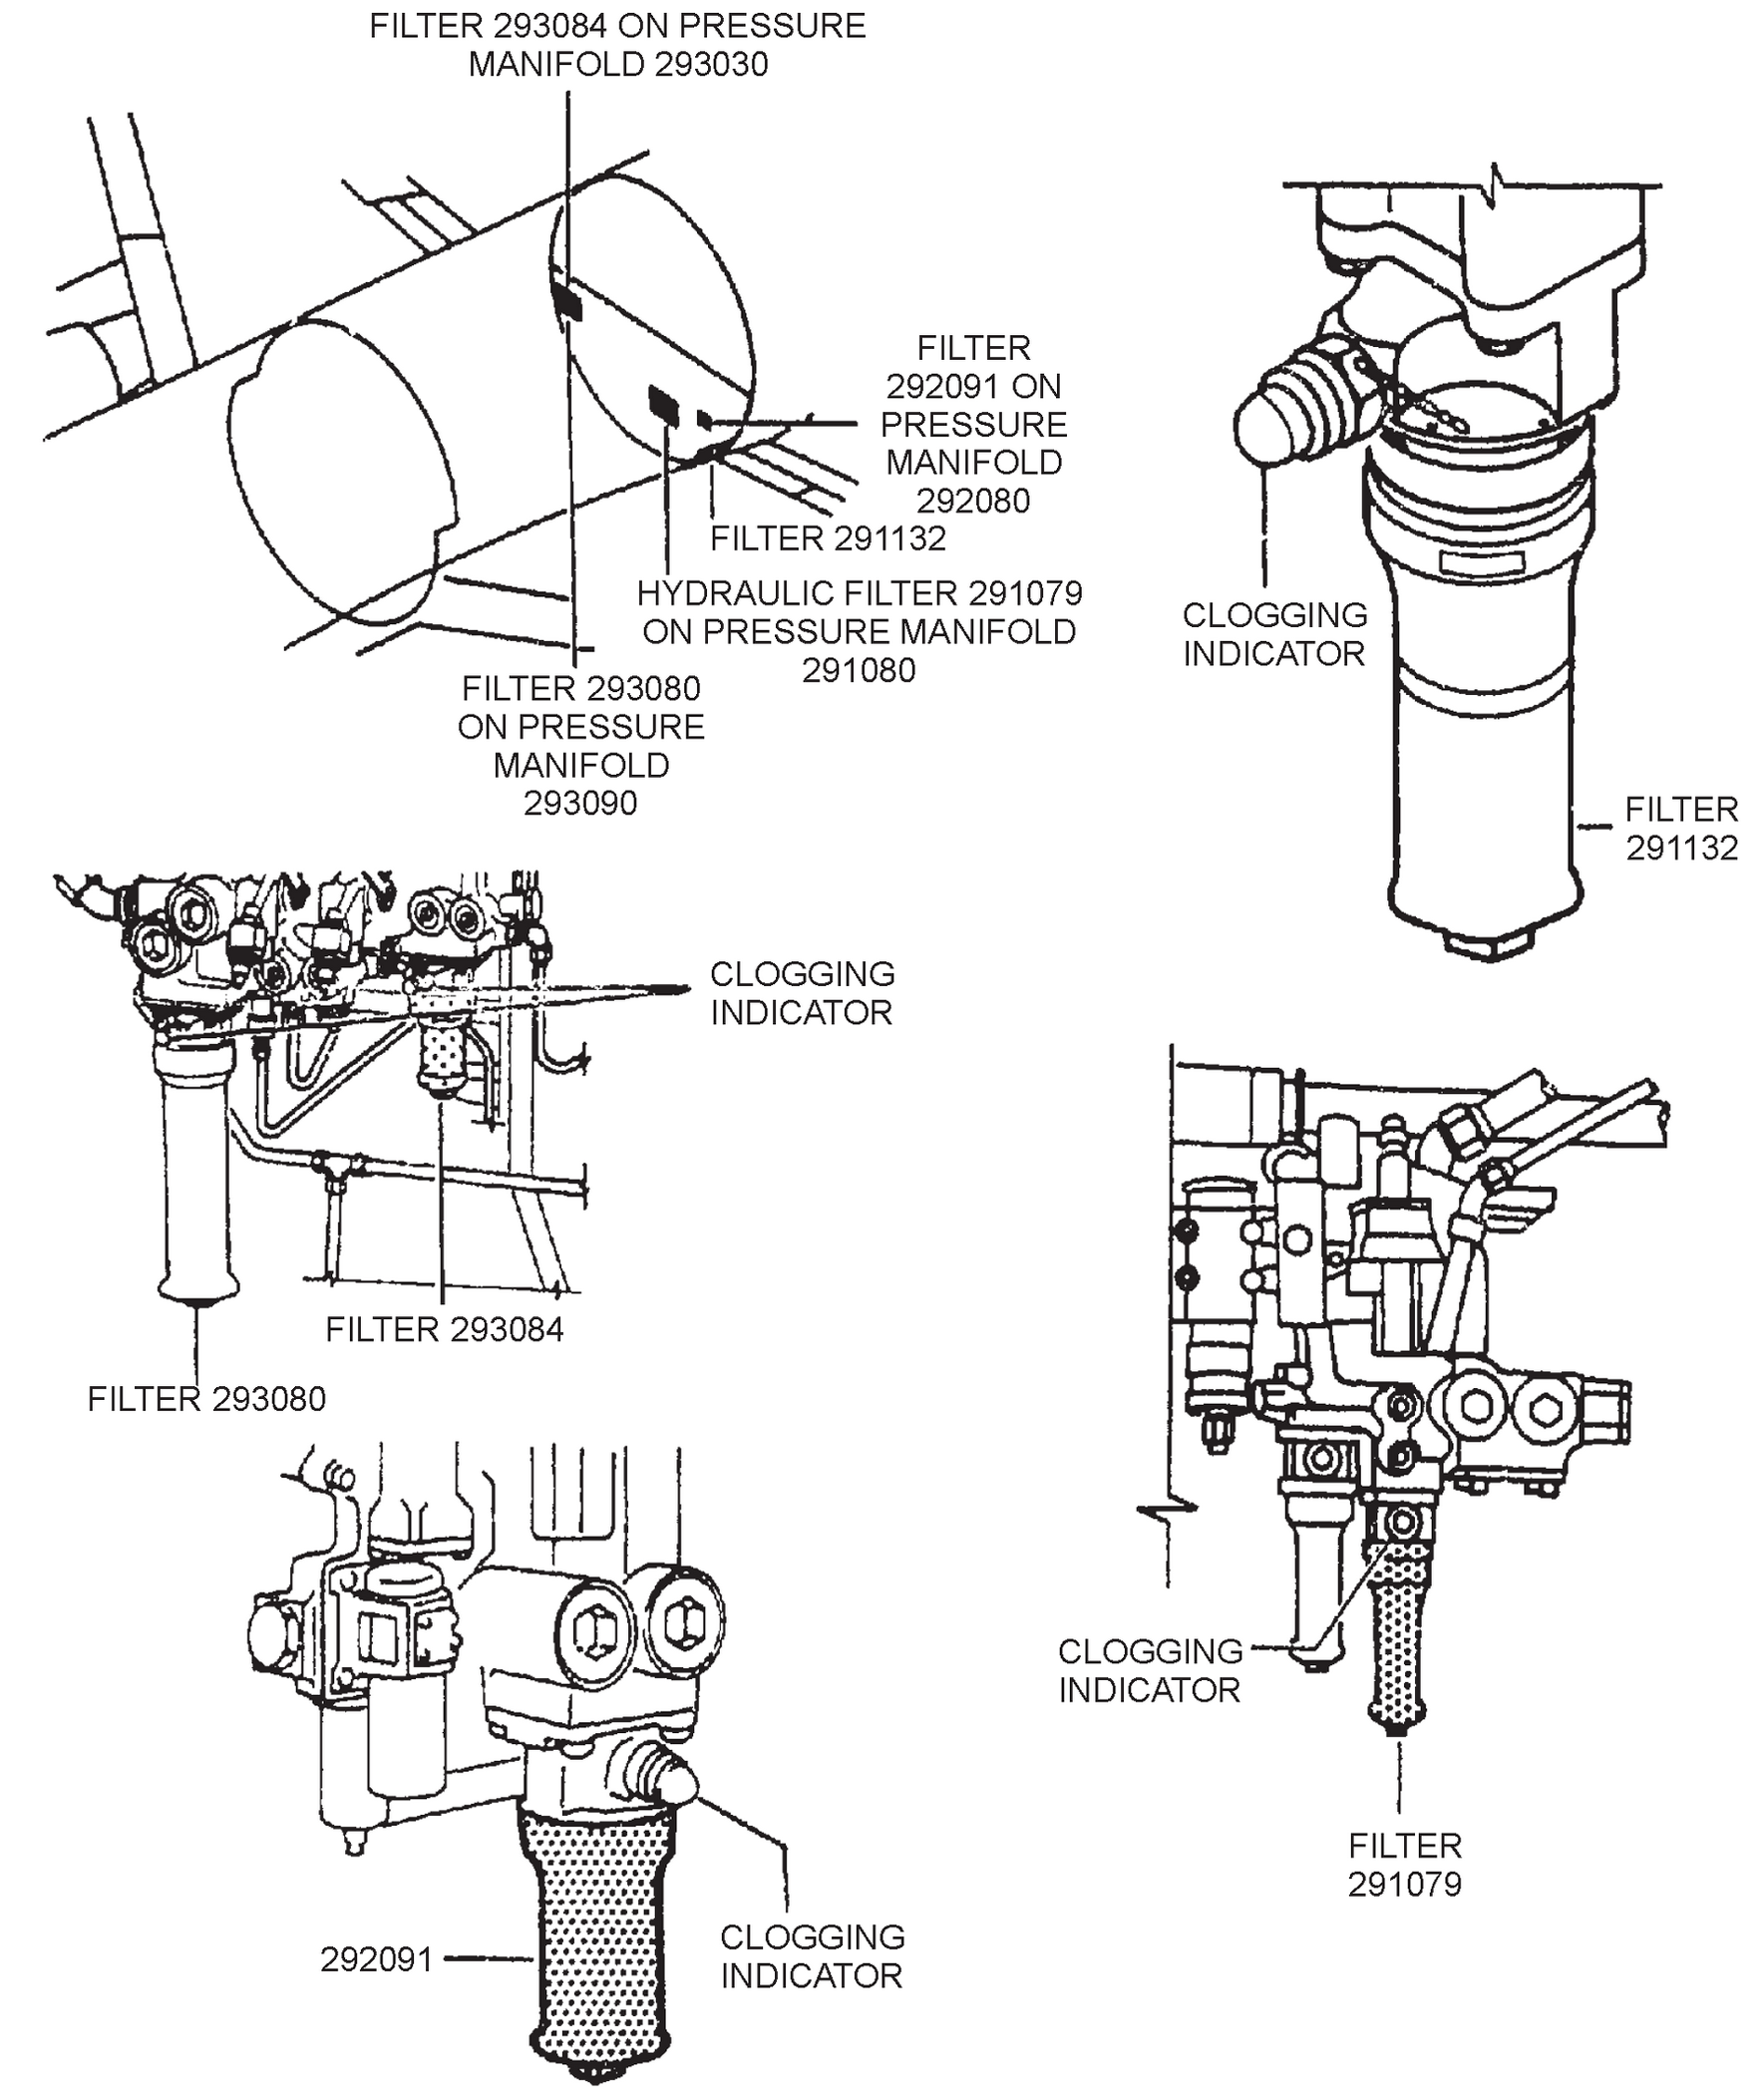 FILTER 293084 ON PRESSURE
MANIFOLD 293030
FILTER
292091 ON
PRESSURE
MANIFOLD
292080
FILTER 291132
HYDRAULIC FILTER 291079
ON PRESSURE MANIFOLD
291080
FILTER 293080
ON PRESSURE
MANIFOLD
293090
CLOGGING
INDICATOR
FILTER
291132
CLOGGING
INDICATOR
FILTER 293084
FILTER 293080
CLOGGING
INDICATOR
FILTER
291079
292091
CLOGGING
INDICATOR